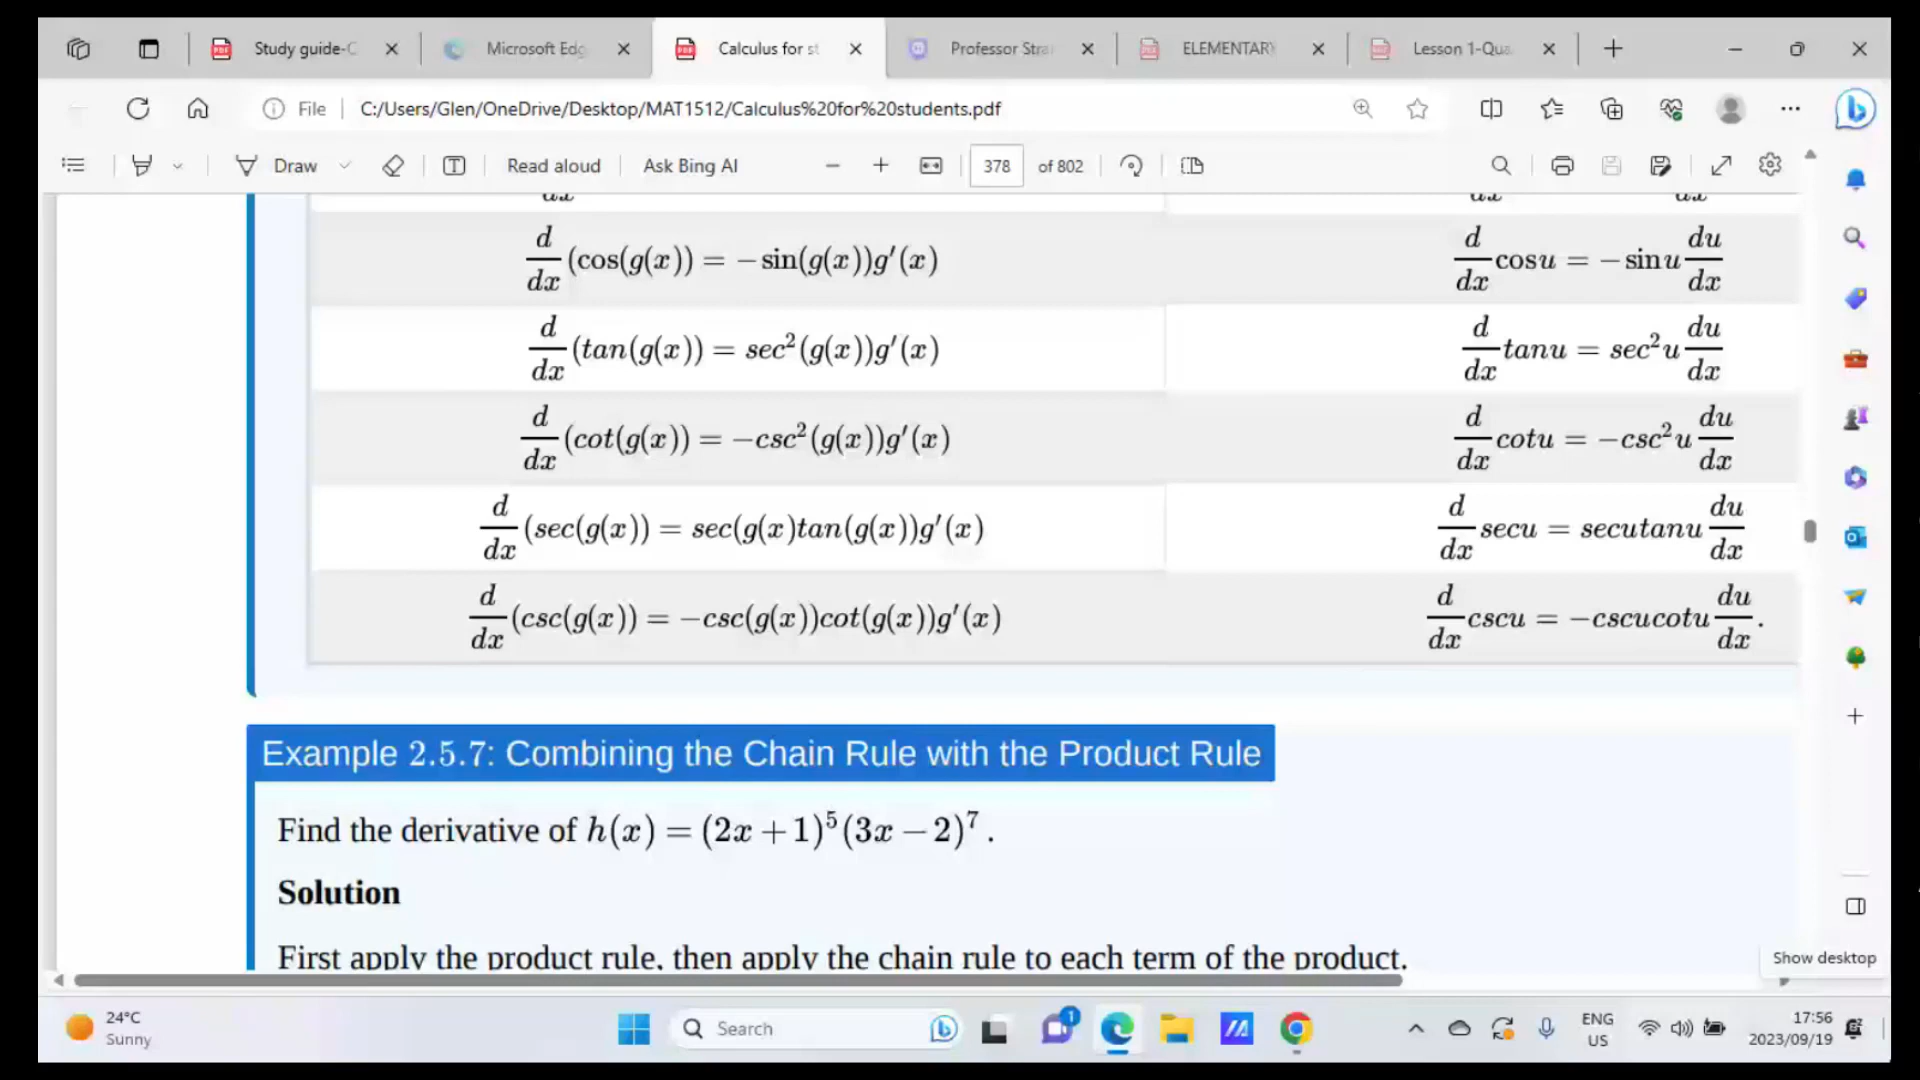 Study guide-C
Microsoft Edg
Calculus for st
Professor Stra
ELEMENTARY
Lesson 1-Qua
File
C:/Users/Glen/OneDrive/Desktop/MAT1512/Calculus%20for%20students.pdf
Draw
Read aloud
Ask Bing AI
378 of 802
dx dx dx
d/dx (cos(g(x)) = −sin(g(x))g′(x) d/dx cosu = −sinu du/dx
d/dx (tan(g(x)) = sec²(g(x))g′(x) d/dx tanu = sec²u du/dx
d/dx (cot(g(x)) = −csc²(g(x))g′(x) d/dx cotu = −csc²u du/dx
d/dx (sec(g(x)) = sec(g(x)tan(g(x))g′(x) d/dx secu = secutanu du/dx
d/dx (csc(g(x)) = −csc(g(x))cot(g(x))g′(x) d/dx cscu = −cscucotu du/dx.
Example 2.5.7: Combining the Chain Rule with the Product Rule
Find the derivative of h(x) = (2x + 1)⁵(3x − 2)⁷.
Solution
First apply the product rule, then apply the chain rule to each term of the product.
Show desktop
24°C
Sunny
Search
1
ENG
US
17:56
2023/09/19